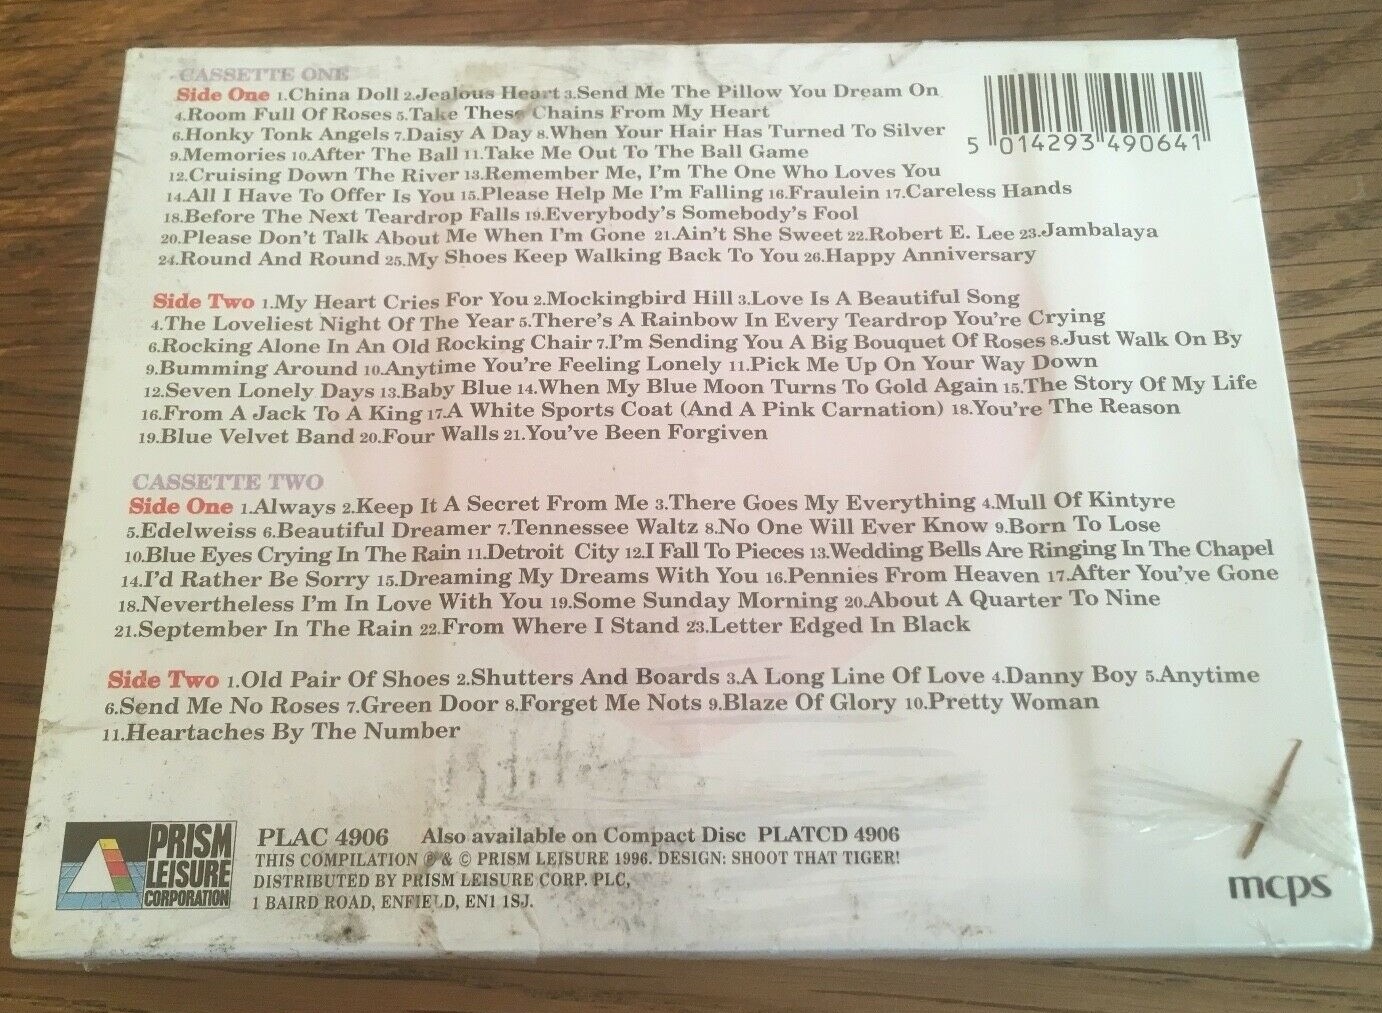 CASSETTE ONE
Side One 1.China Doll 2.Jealous Heart 3.Send Me The Pillow You Dream On
4.Room Full Of Roses 5.Take These Chains From My Heart
6.Honky Tonk Angels 7.Daisy A Day 8.When Your Hair Has Turned To Silver
9.Memories 10.After The Ball 11.Take Me Out To The Ball Game
12.Cruising Down The River 13.Remember Me, I'm The One Who Loves You
14.All I Have To Offer Is You 15.Please Help Me I'm Falling 16.Fraulein 17.Careless Hands
18.Before The Next Teardrop Falls 19.Everybody's Somebody's Fool
20.Please Don't Talk About Me When I'm Gone 21.Ain't She Sweet 22.Robert E. Lee 23.Jambalaya
24.Round And Round 25.My Shoes Keep Walking Back To You 26.Happy Anniversary
5 014293 490641
Side Two 1.My Heart Cries For You 2.Mockingbird Hill 3.Love Is A Beautiful Song
4.The Loveliest Night Of The Year 5.There's A Rainbow In Every Teardrop You're Crying
6.Rocking Alone In An Old Rocking Chair 7.I'm Sending You A Big Bouquet Of Roses 8.Just Walk On By
9.Bumming Around 10.Anytime You're Feeling Lonely 11.Pick Me Up On Your Way Down
12.Seven Lonely Days 13.Baby Blue 14.When My Blue Moon Turns To Gold Again 15.The Story Of My Life
16.From A Jack To A King 17.A White Sports Coat (And A Pink Carnation) 18.You're The Reason
19.Blue Velvet Band 20.Four Walls 21.You've Been Forgiven
CASSETTE TWO
Side One 1.Always 2.Keep It A Secret From Me 3.There Goes My Everything 4.Mull Of Kintyre
5.Edelweiss 6.Beautiful Dreamer 7.Tennessee Waltz 8.No One Will Ever Know 9.Born To Lose
10.Blue Eyes Crying In The Rain 11.Detroit City 12.I Fall To Pieces 13.Wedding Bells Are Ringing In The Chapel
14.I'd Rather Be Sorry 15.Dreaming My Dreams With You 16.Pennies From Heaven 17.After You've Gone
18.Nevertheless I'm In Love With You 19.Some Sunday Morning 20.About A Quarter To Nine
21.September In The Rain 22.From Where I Stand 23.Letter Edged In Black
Side Two 1.Old Pair Of Shoes 2.Shutters And Boards 3.A Long Line Of Love 4.Danny Boy 5.Anytime
6.Send Me No Roses 7.Green Door 8.Forget Me Nots 9.Blaze Of Glory 10.Pretty Woman
11.Heartaches By The Number
PRISM
LEISURE
CORPORATION
PLAC 4906 Also available on Compact Disc PLATCD 4906
THIS COMPILATION ℗ & © PRISM LEISURE 1996. DESIGN: SHOOT THAT TIGER!
DISTRIBUTED BY PRISM LEISURE CORP. PLC,
1 BAIRD ROAD, ENFIELD, EN1 1SJ.
mcps